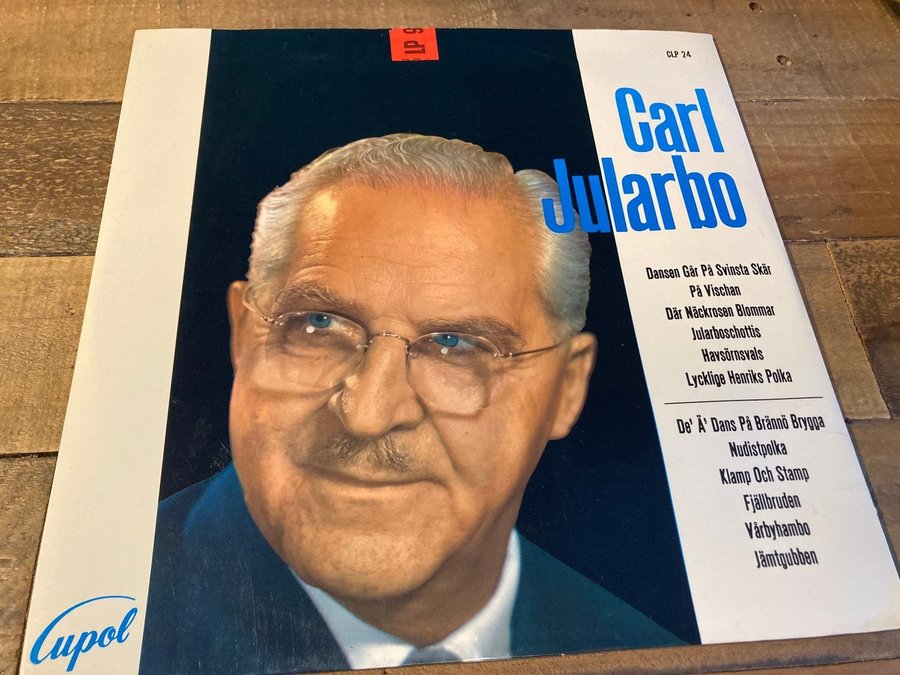 LP 9
CLP 24
Carl
Jularbo
Dansen Går På Svinsta Skär
På Vischan
Där Näckrosen Blommar
Jularboschottis
Havsörnsvals
Lycklige Henriks Polka
De' Ä' Dans På Brännö Brygga
Nudistpolka
Klamp Och Stamp
Fjällbruden
Vårbyhambo
Jämtgubben
Cupol